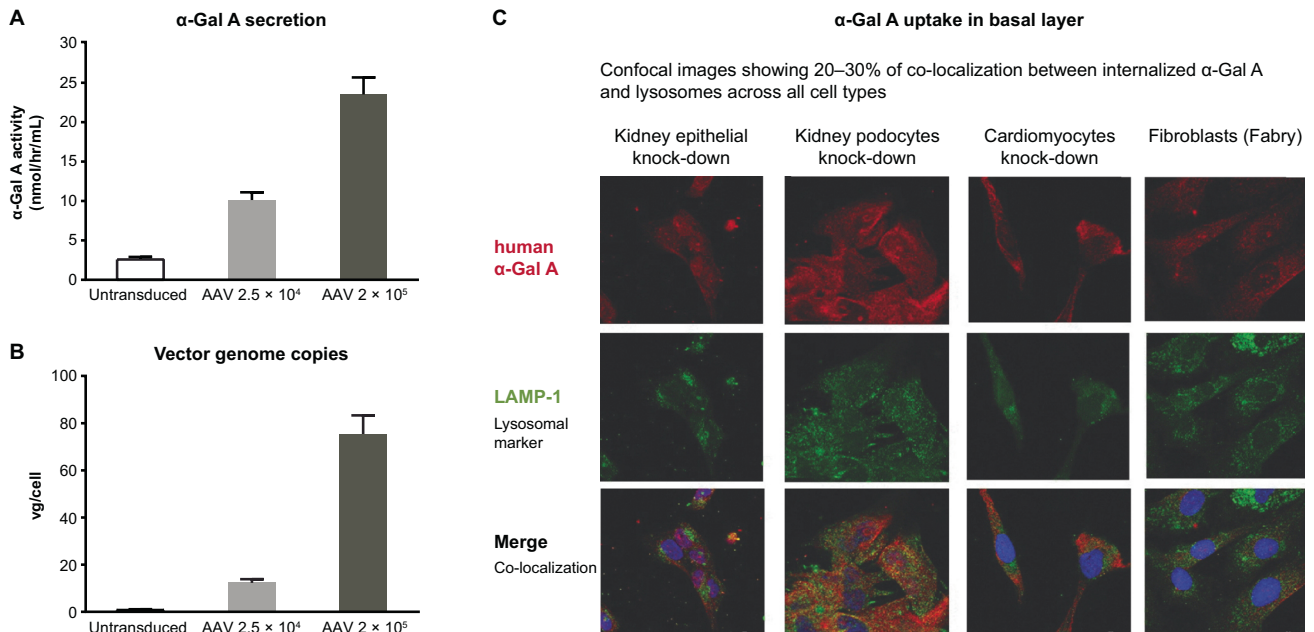 A
α-Gal A secretion
α-Gal A activity
(nmol/hr/mL)
30
25
20
15
10
5
0
Untransduced
AAV 2.5 × 10⁴
AAV 2 × 10⁵
B
Vector genome copies
vg/cell
100
80
60
40
20
0
Untransduced
AAV 2.5 × 10⁴
AAV 2 × 10⁵
C
α-Gal A uptake in basal layer
Confocal images showing 20–30% of co-localization between internalized α-Gal A
and lysosomes across all cell types
Kidney epithelial
knock-down
Kidney podocytes
knock-down
Cardiomyocytes
knock-down
Fibroblasts (Fabry)
human
α-Gal A
LAMP-1
Lysosomal
marker
Merge
Co-localization